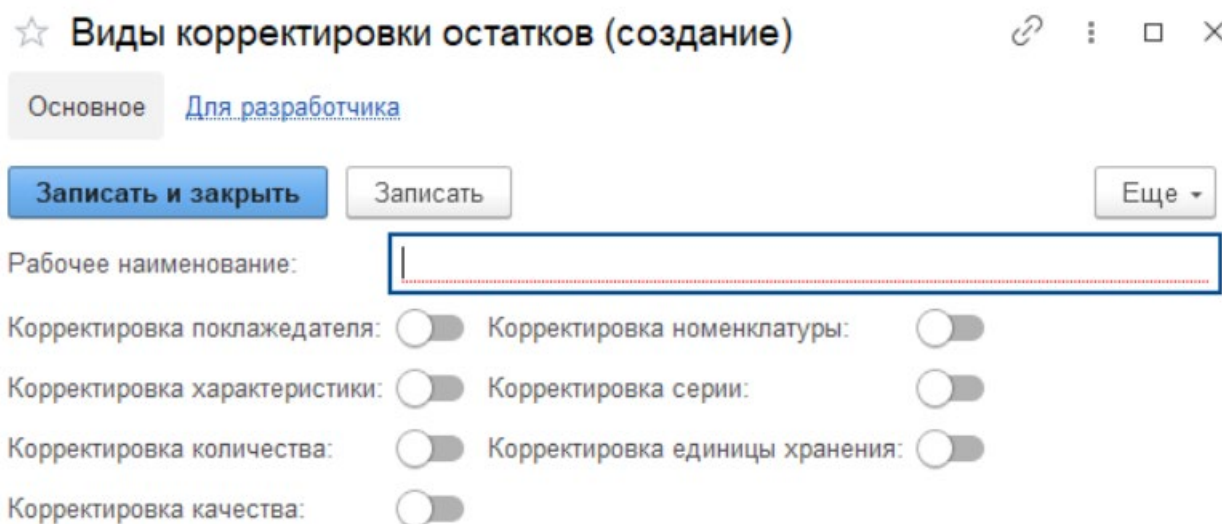 Виды корректировки остатков (создание)
Основное Для разработчика
Записать и закрыть Записать Еще
Рабочее наименование:
Корректировка поклажедателя: Корректировка номенклатуры:
Корректировка характеристики: Корректировка серии:
Корректировка количества: Корректировка единицы хранения:
Корректировка качества: